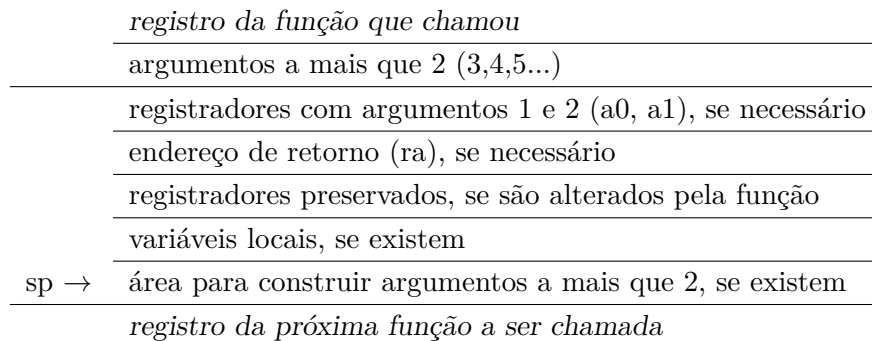 registro da função que chamou
argumentos a mais que 2 (3,4,5...)
registradores com argumentos 1 e 2 (a0, a1), se necessário
endereço de retorno (ra), se necessário
registradores preservados, se são alterados pela função
variáveis locais, se existem
sp → área para construir argumentos a mais que 2, se existem
registro da próxima função a ser chamada